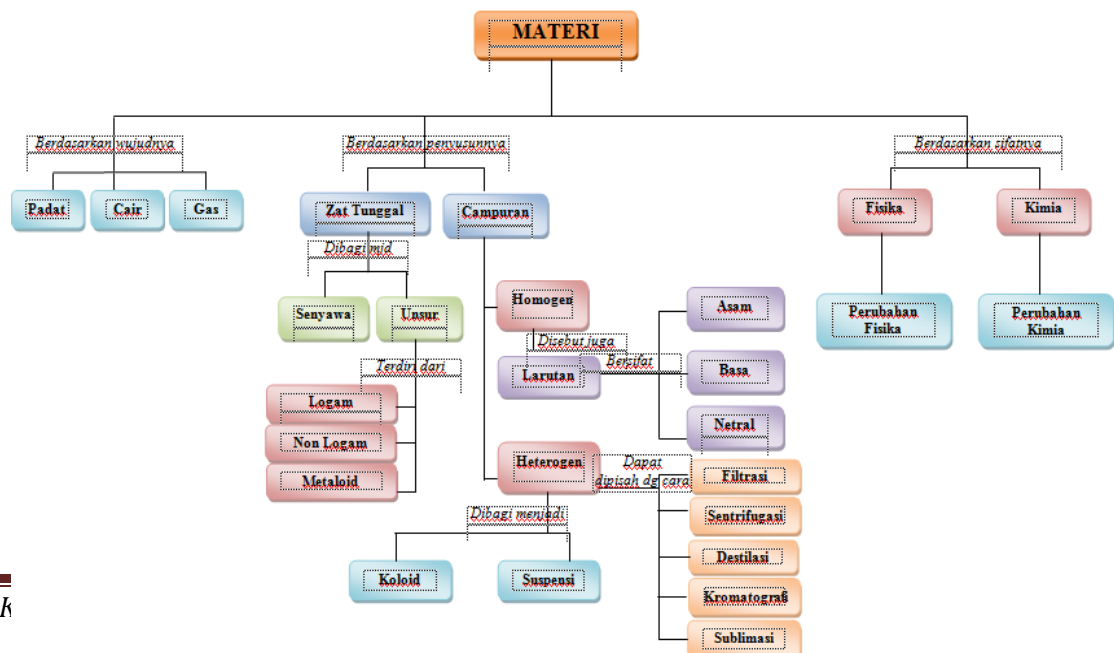 MATERI
Berdasarkan wujudnya
Berdasarkan penyusunnya
Berdasarkan sifatnya
Padat
Cair
Gas
Zat Tunggal
Campuran
Fisika
Kimia
Dibagi mjd
Senyawa
Unsur
Homogen
Asam
Perubahan
Fisika
Perubahan
Kimia
Disebut juga
Terdiri dari
Larutan
Bersifat
Basa
Logam
Non Logam
Metaloid
Netral
Heterogen
Dapat
dipisah dg cara
Filtrasi
Dibagi menjadi
Sentrifugasi
Destilasi
Koloid
Suspensi
Kromatografi
Sublimasi
K